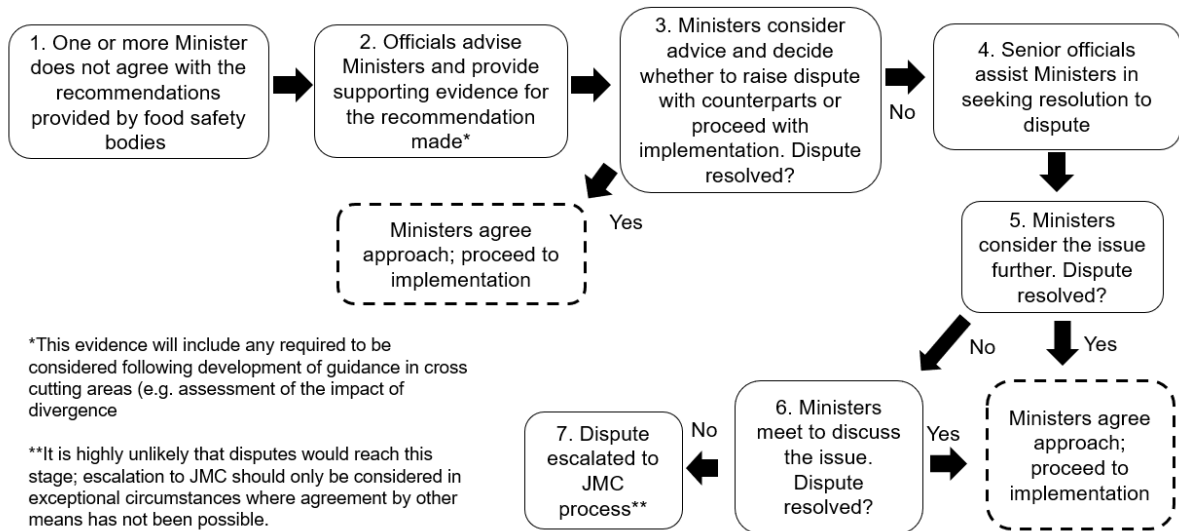 1. One or more Minister
does not agree with the
recommendations
provided by food safety
bodies
2. Officials advise
Ministers and provide
supporting evidence for
the recommendation
made*
3. Ministers consider
advice and decide
whether to raise dispute
with counterparts or
proceed with
implementation. Dispute
resolved?
No
4. Senior officials
assist Ministers in
seeking resolution to
dispute
Yes
Ministers agree
approach; proceed to
implementation
5. Ministers
consider the issue
further. Dispute
resolved?
No
Yes
6. Ministers
meet to discuss
the issue.
Dispute
resolved?
Yes
Ministers agree
approach;
proceed to
implementation
No
7. Dispute
escalated to
JMC
process**
*This evidence will include any required to be
considered following development of guidance in cross
cutting areas (e.g. assessment of the impact of
divergence
**It is highly unlikely that disputes would reach this
stage; escalation to JMC should only be considered in
exceptional circumstances where agreement by other
means has not been possible.